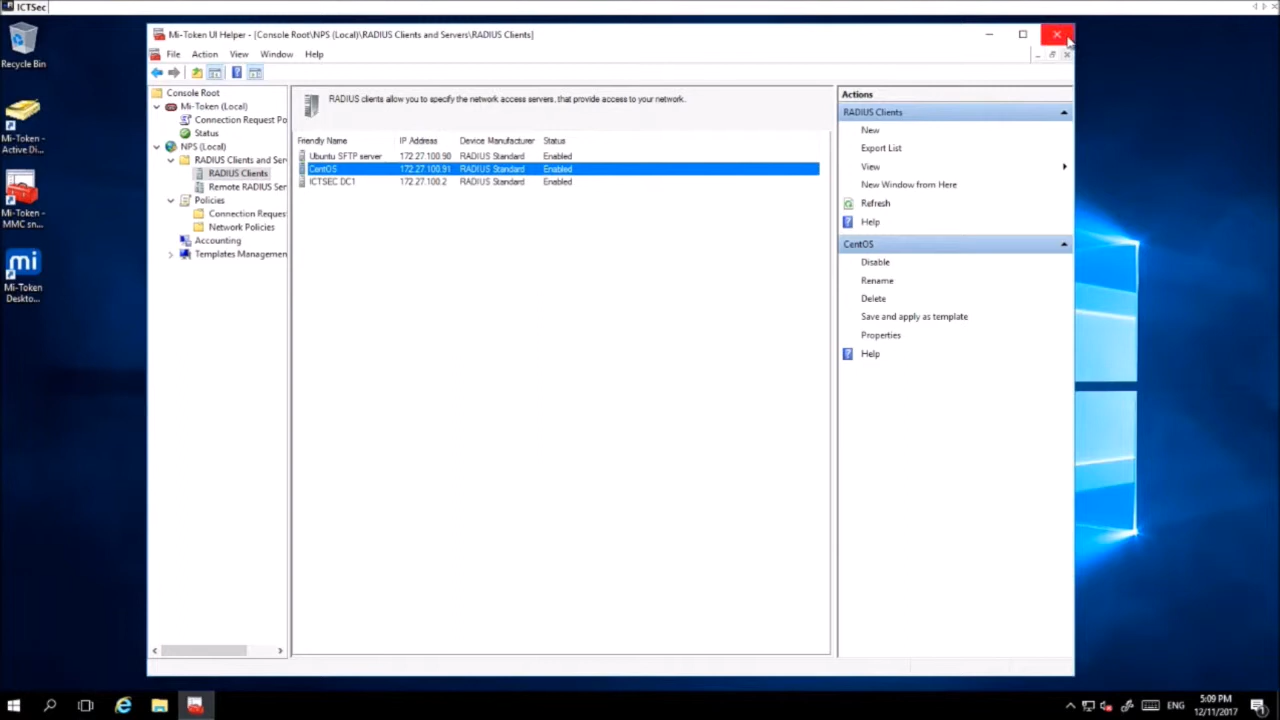 ICTSec
Mi-Token UI Helper - [Console Root\NPS (Local)\RADIUS Clients and Servers\RADIUS Clients]
File Action View Window Help
Recycle Bin
Mi-Token -
Active Di...
Mi-Token -
MMC sn...
mi
Mi-Token
Deskto...
Console Root
Mi-Token (Local)
Connection Request Po
Status
NPS (Local)
RADIUS Clients and Serv
RADIUS Clients
Remote RADIUS Ser
Policies
Connection Reques
Network Policies
Accounting
Templates Managemen
RADIUS clients allow you to specify the network access servers, that provide access to your network.
Friendly Name IP Address Device Manufacturer Status
Ubuntu SFTP server 172.27.100.90 RADIUS Standard Enabled
CentOS 172.27.100.91 RADIUS Standard Enabled
ICTSEC DC1 172.27.100.2 RADIUS Standard Enabled
Actions
RADIUS Clients
New
Export List
View
New Window from Here
Refresh
Help
CentOS
Disable
Rename
Delete
Save and apply as template
Properties
Help
ENG
5:09 PM
12/11/2017
1